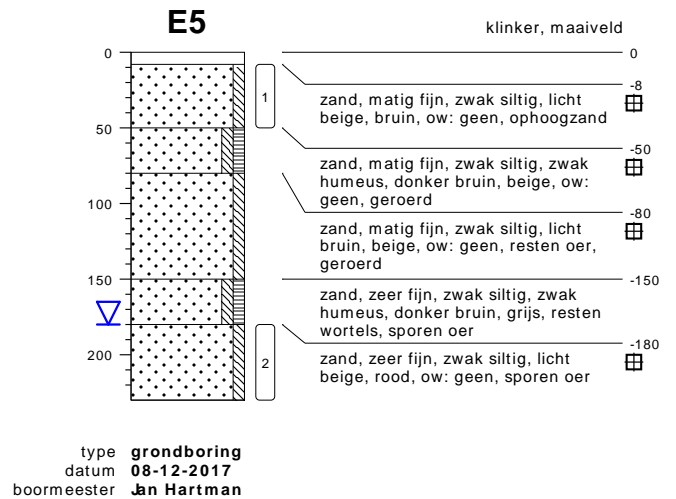 E5
klinker, maaiveld
0
0
-8
1
zand, matig fijn, zwak siltig, licht
beige, bruin, ow: geen, ophoogzand
50
-50
zand, matig fijn, zwak siltig, zwak
humeus, donker bruin, beige, ow:
geen, geroerd
100
-80
zand, matig fijn, zwak siltig, licht
bruin, beige, ow: geen, resten oer,
geroerd
150
-150
zand, zeer fijn, zwak siltig, zwak
humeus, donker bruin, grijs, resten
wortels, sporen oer
200
-180
2
zand, zeer fijn, zwak siltig, licht
beige, rood, ow: geen, sporen oer
type grondboring
datum 08-12-2017
boormeester Jan Hartman